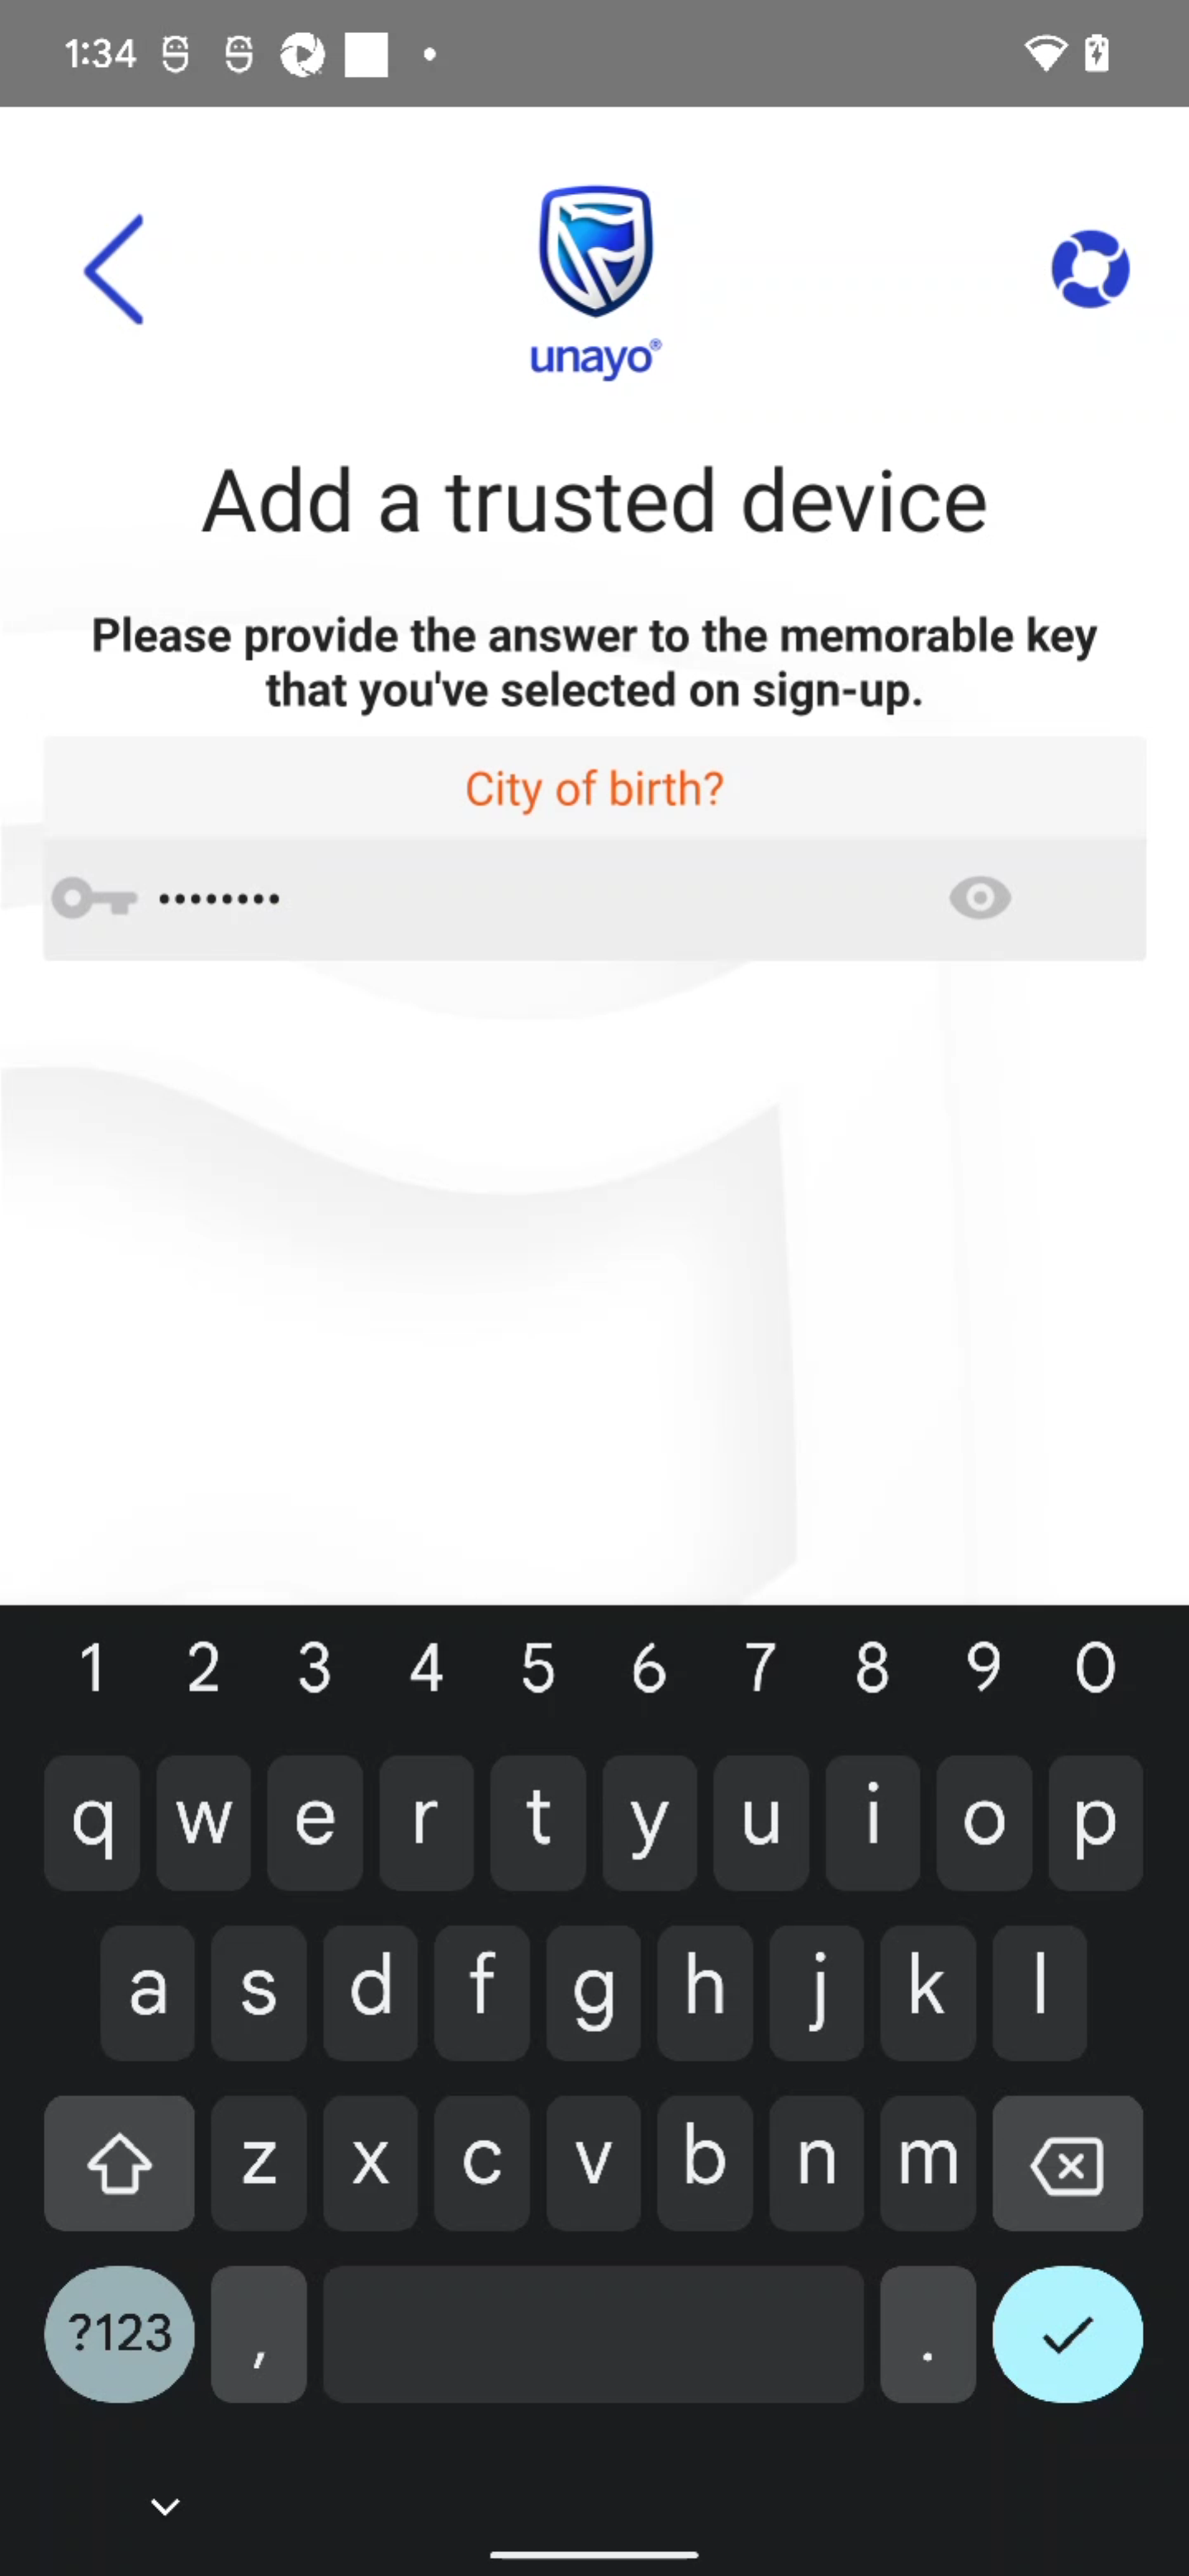 1:34
unayo®
Add a trusted device
Please provide the answer to the memorable key
that you've selected on sign-up.
City of birth?
••••••••
1 2 3 4 5 6 7 8 9 0
q w e r t y u i o p
a s d f g h j k l
z x c v b n m
?123 , .